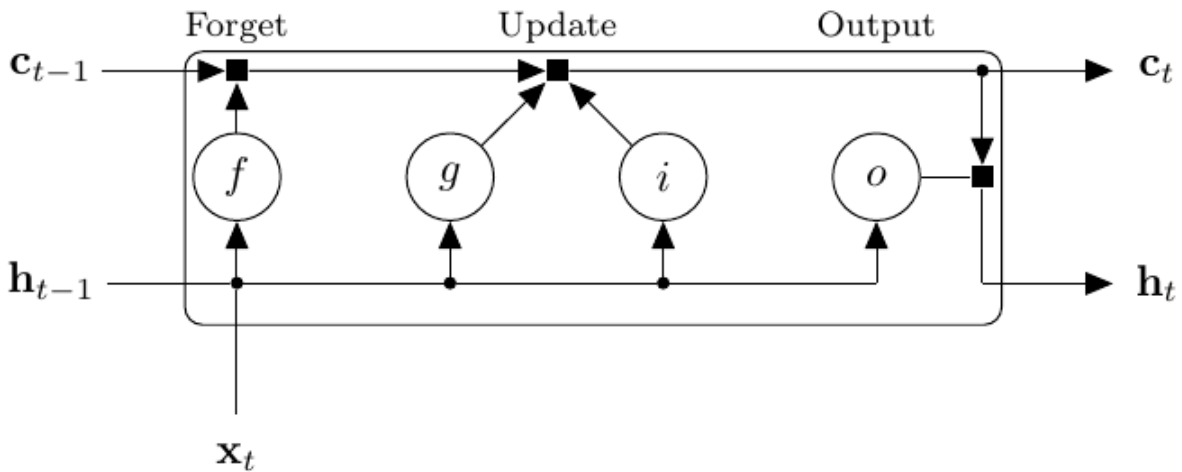 Forget Update Output
c_{t−1} c_t
f g i o
h_{t−1} h_t
x_t